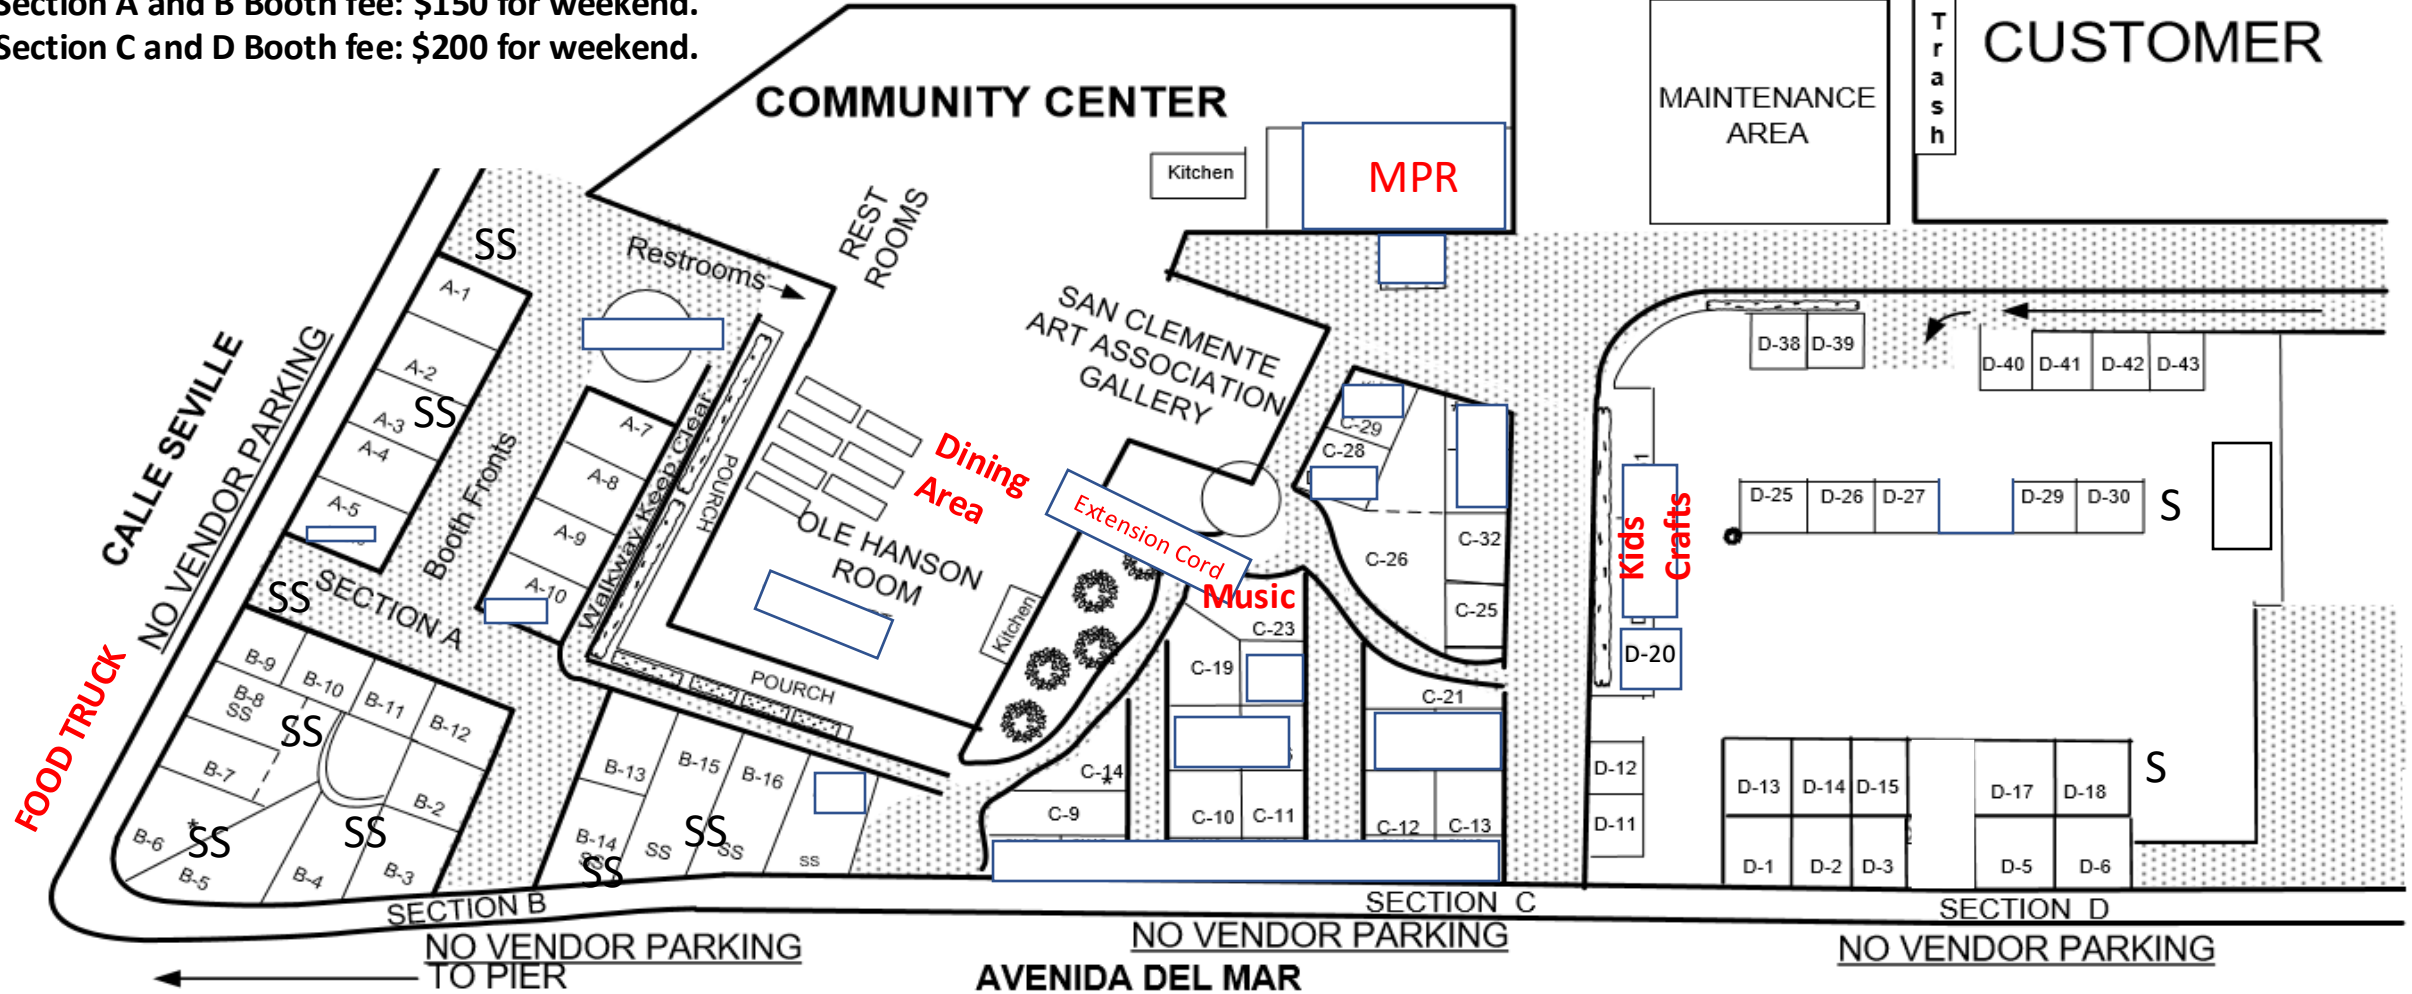 Section A and B Booth fee: $150 for weekend.
Section C and D Booth fee: $200 for weekend.
COMMUNITY CENTER
Kitchen
MPR
MAINTENANCE
AREA
Trash
CUSTOMER
REST
ROOMS
Restrooms
SS
A-1
A-2
A-3
SS
A-4
A-5
CALLE SEVILLE
NO VENDOR PARKING
Booth Fronts
A-7
A-8
A-9
A-10
Walkway Keep Clear
POURCH
SECTION A
SS
SAN CLEMENTE
ART ASSOCIATION
GALLERY
Dining
Area
OLE HANSON
ROOM
Kitchen
POURCH
Extension Cord
Music
C-29
C-28
C-26
C-32
C-25
C-23
C-19
C-21
C-14
*
C-9
C-10
C-11
C-12
C-13
Kids
Crafts
D-20
D-38
D-39
D-40
D-41
D-42
D-43
D-25
D-26
D-27
D-29
D-30
S
D-12
D-11
D-13
D-14
D-15
D-17
D-18
S
D-1
D-2
D-3
D-5
D-6
FOOD TRUCK
B-9
B-10
B-11
B-12
B-8
SS
SS
B-7
B-2
B-6
*
SS
SS
B-5
B-4
B-3
B-13
B-15
B-16
B-14
SS
SS
SS
SS
SS
SS
SECTION B
SECTION C
SECTION D
NO VENDOR PARKING
NO VENDOR PARKING
NO VENDOR PARKING
TO PIER
AVENIDA DEL MAR